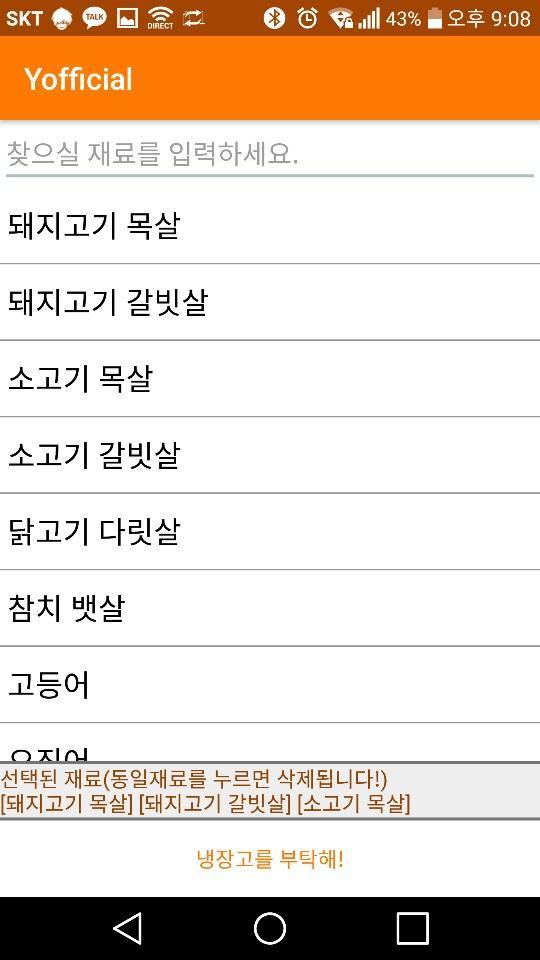 SKT TALK DIRECT 43% 오후 9:08
Yofficial
찾으실 재료를 입력하세요.
돼지고기 목살
돼지고기 갈빗살
소고기 목살
소고기 갈빗살
닭고기 다릿살
참치 뱃살
고등어
선택된 재료(동일재료를 누르면 삭제됩니다!)
[돼지고기 목살] [돼지고기 갈빗살] [소고기 목살]
냉장고를 부탁해!